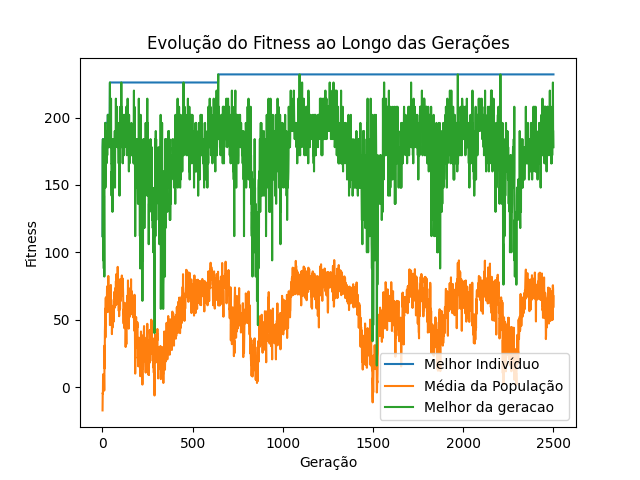 Evolução do Fitness ao Longo das Gerações
Fitness
200
150
100
50
0
0 500 1000 1500 2000 2500
Geração
Melhor Indivíduo
Média da População
Melhor da geracao